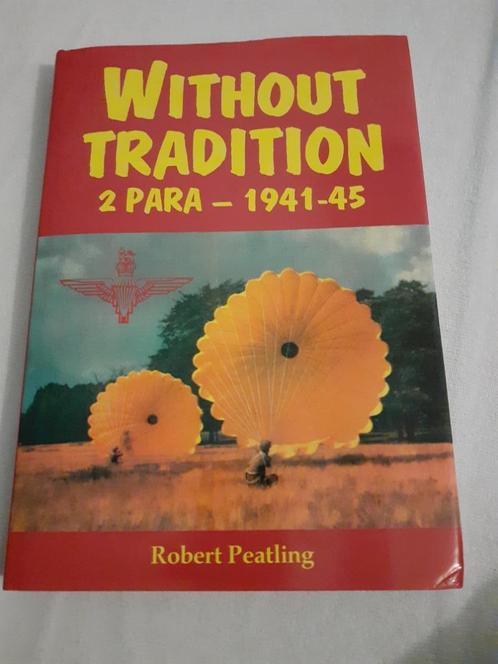 WITHOUT
TRADITION
2 PARA – 1941-45
Robert Peatling